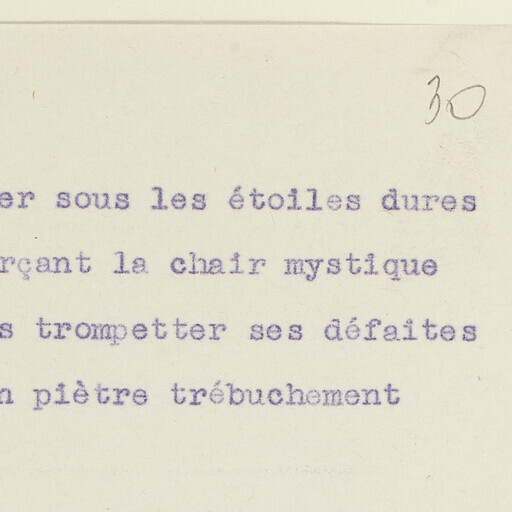 30
er sous les étoiles dures
rçant la chair mystique
s trompetter ses défaites
n piètre trébuchement